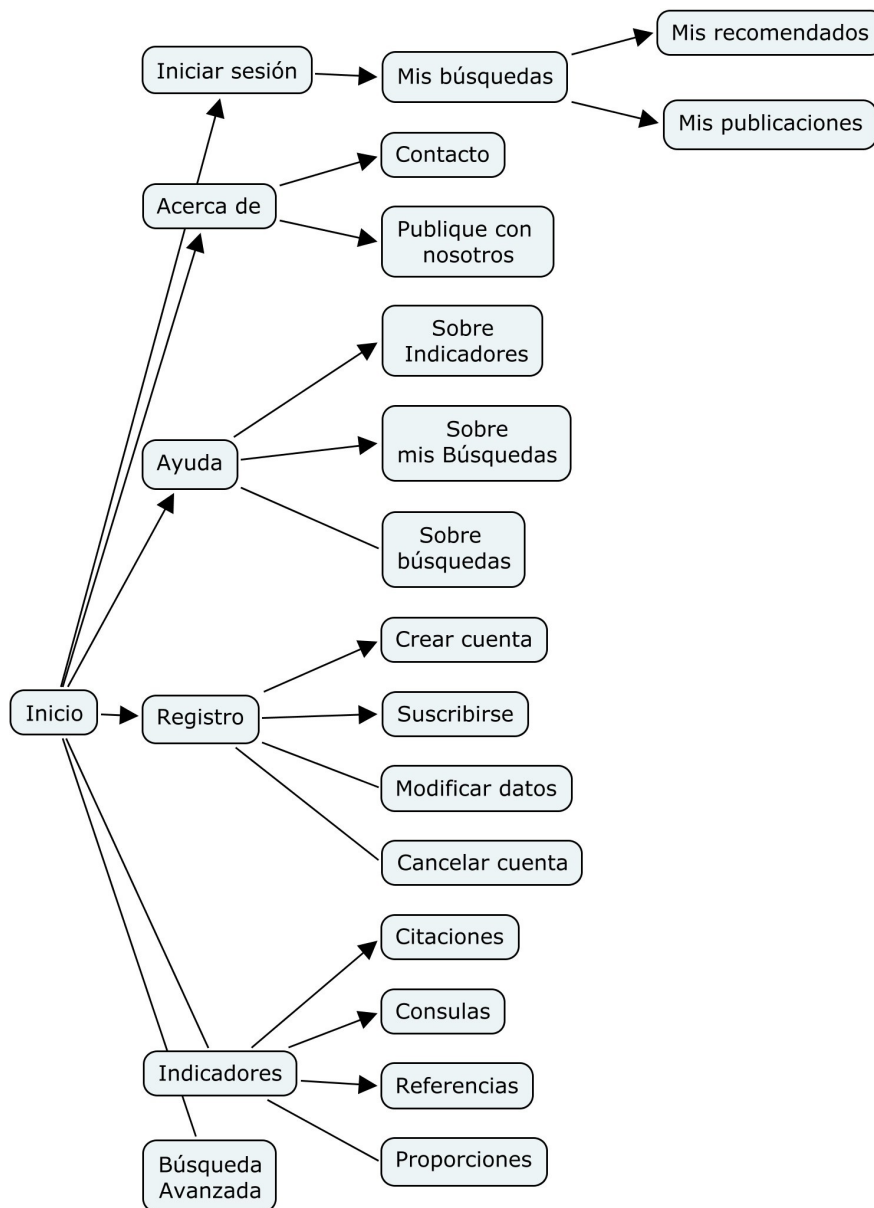 Mis recomendados
Iniciar sesión
Mis búsquedas
Mis publicaciones
Contacto
Acerca de
Publique con
nosotros
Sobre
Indicadores
Sobre
mis Búsquedas
Ayuda
Sobre
búsquedas
Crear cuenta
Inicio
Registro
Suscribirse
Modificar datos
Cancelar cuenta
Citaciones
Consulas
Indicadores
Referencias
Proporciones
Búsqueda
Avanzada